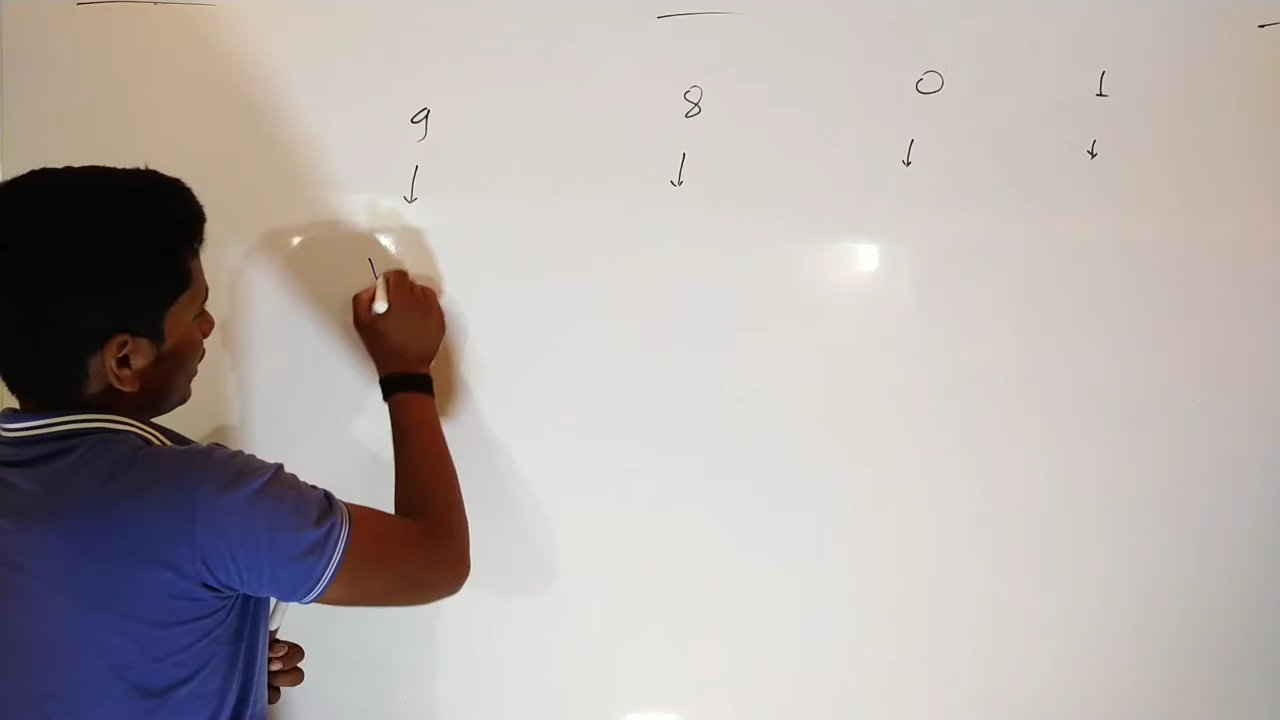 9 8 0 1
↓ ↓ ↓ ↓